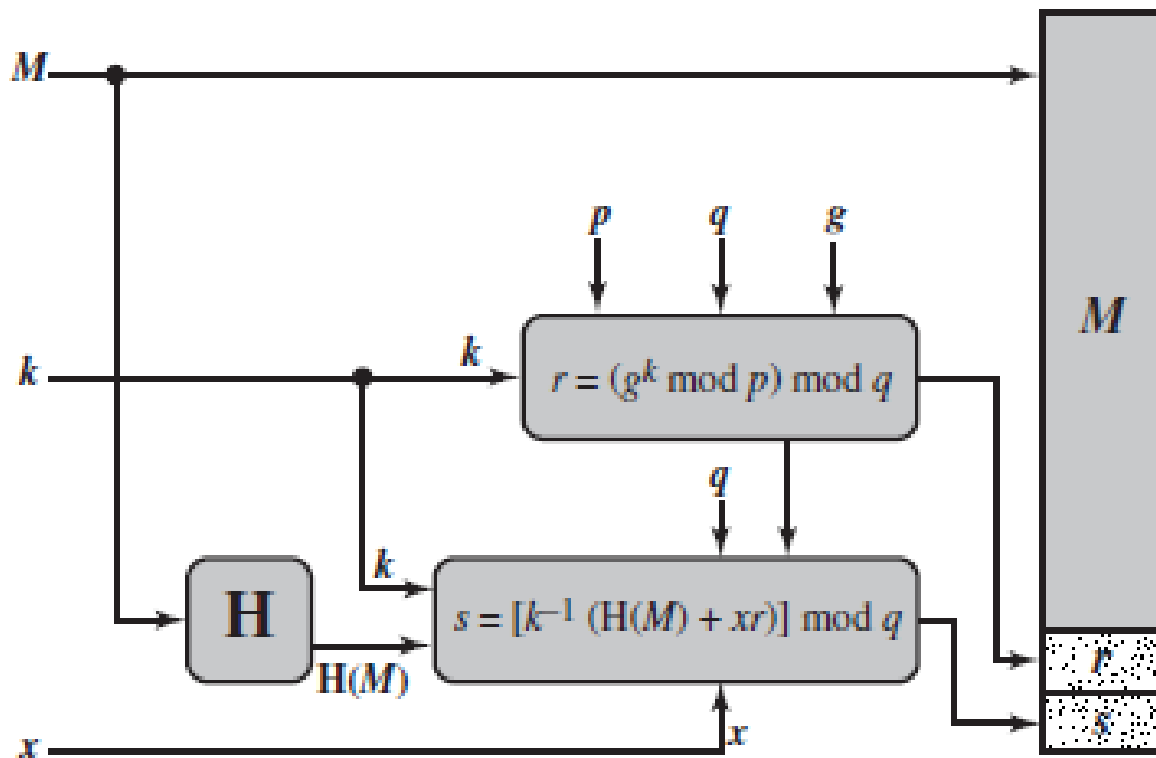 M
p q g
M
k
k
r = (g^k mod p) mod q
q
k
H
s = [k^–1 (H(M) + xr)] mod q
H(M)
r
s
x
x